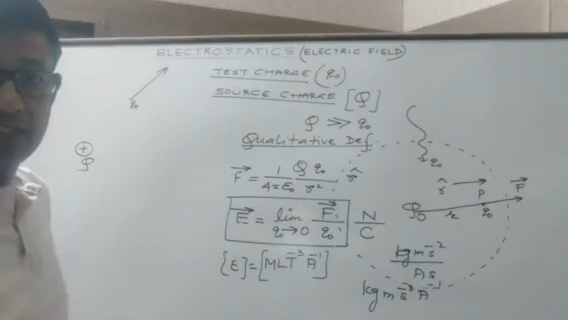 ELECTROSTATICS (ELECTRIC FIELD)
TEST CHARGE (q₀)
SOURCE CHARGE [Q]
Q >> q₀
Qualitative Def
F⃗ = 1/4πε₀ Q q₀/r² r̂
E⃗ = lim q₀→0 F⃗/q₀ N/C
[E] = [MLT⁻³A⁻¹]
q₀
+
Q
q₀
r̂ P F⃗
Q r q₀
kgms⁻²/As
kgms⁻³A⁻¹